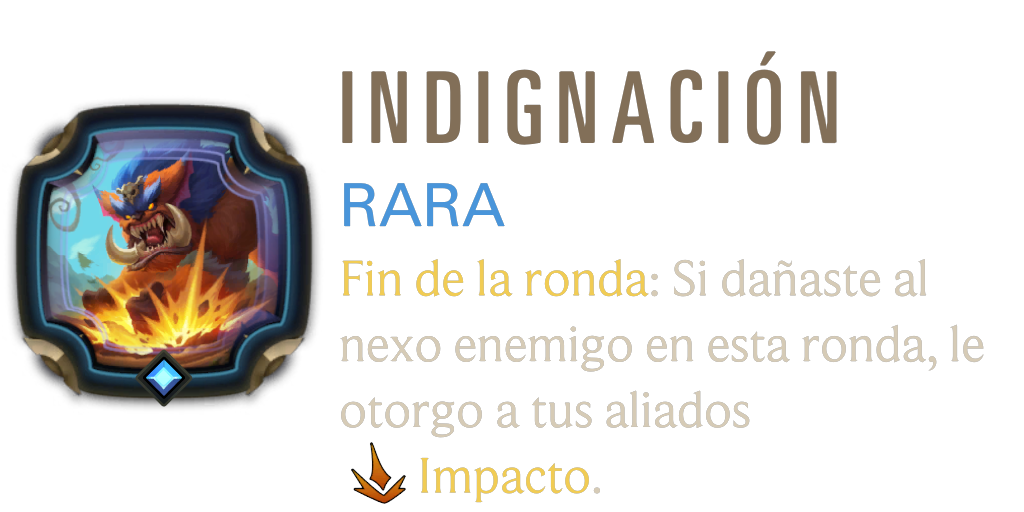 INDIGNACIÓN
RARA
Fin de la ronda: Si dañaste al
nexo enemigo en esta ronda, le
otorgo a tus aliados
Impacto.